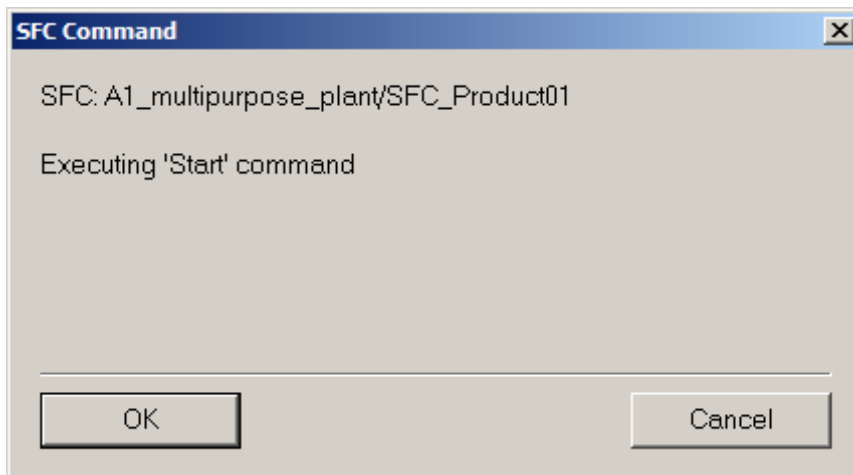 SFC Command
SFC: A1_multipurpose_plant/SFC_Product01
Executing 'Start' command
OK
Cancel